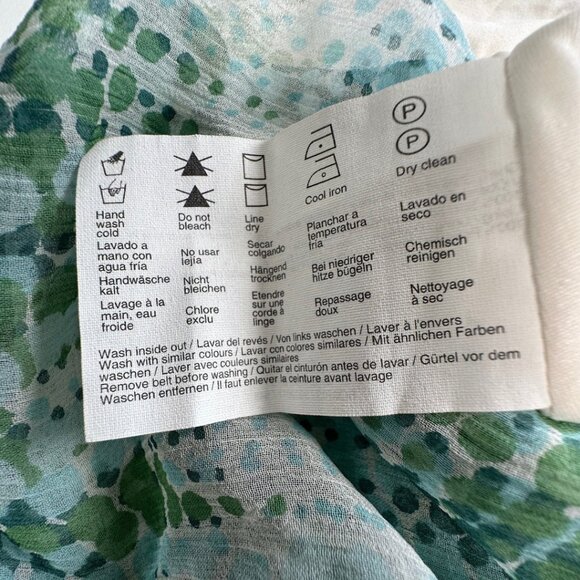 P
P
Hand
wash
cold
Do not
bleach
Line
dry
Cool iron
Dry clean
Lavado a
mano con
agua fría
No usar
lejía
Secar
colgando
Planchar a
temperatura
fría
Lavado en
seco
Handwäsche
kalt
Nicht
bleichen
Hängend
trocknen
Bei niedriger
hitze bügeln
Chemisch
reinigen
Lavage à la
main, eau
froide
Chlore
exclu
Etendre
sur une
corde à
linge
Repassage
doux
Nettoyage
à sec
Wash inside out / Lavar del revés / Von links waschen / Laver à l'envers
Wash with similar colours / Lavar con colores similares / Mit ähnlichen Farben
waschen / Laver avec couleurs similaires
Remove belt before washing / Quitar el cinturón antes de lavar / Gürtel vor dem
Waschen entfernen / Il faut enlever la ceinture avant lavage